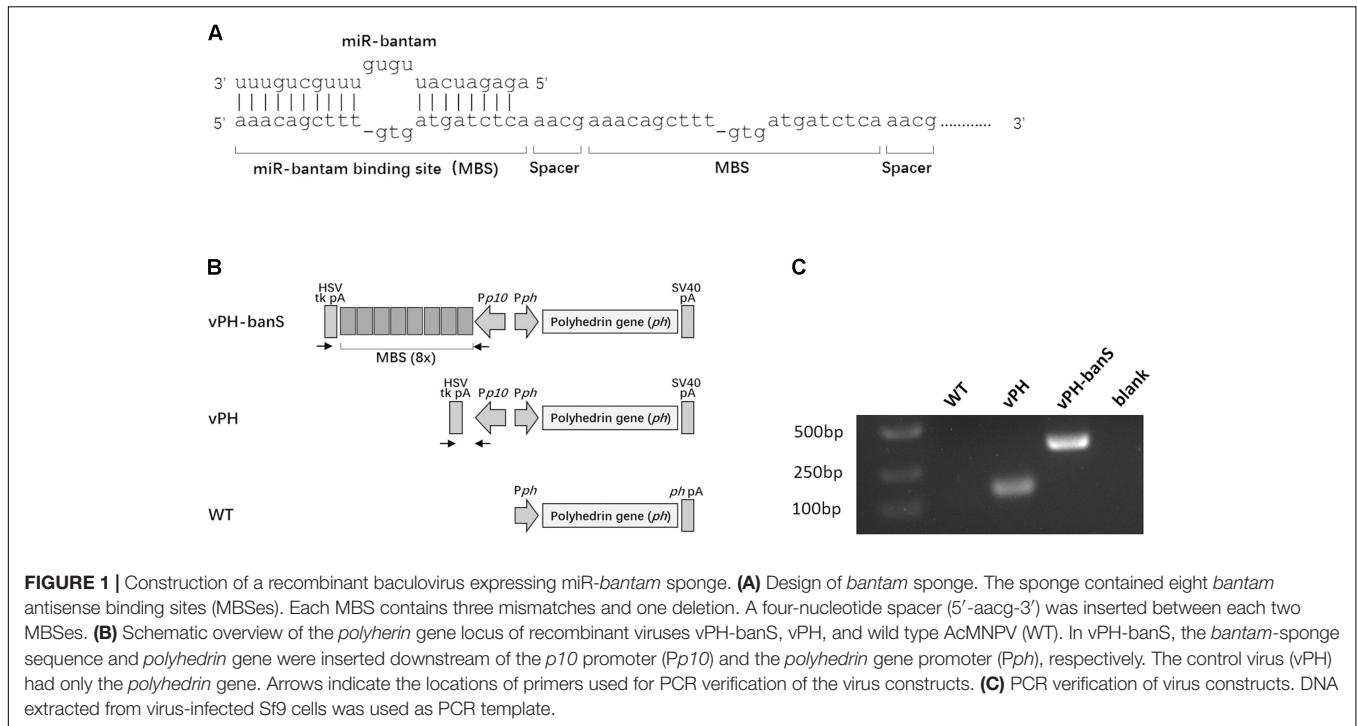 A
miR-bantam
gugu
3' uuugucguuu uacuagaga 5'
5' aaacagcttt -gtg atgatctca aacg aaacagcttt -gtg atgatctca aacg ............ 3'
miR-bantam binding site (MBS) Spacer MBS Spacer
B
HSV tk pA Pp10 Pph SV40 pA
vPH-banS Polyhedrin gene (ph)
MBS (8x)
HSV tk pA Pp10 Pph SV40 pA
vPH Polyhedrin gene (ph)
Pph ph pA
WT Polyhedrin gene (ph)
C
WT vPH vPH-banS blank
500bp
250bp
100bp
FIGURE 1 | Construction of a recombinant baculovirus expressing miR-bantam sponge. (A) Design of bantam sponge. The sponge contained eight bantam
antisense binding sites (MBSes). Each MBS contains three mismatches and one deletion. A four-nucleotide spacer (5′-aacg-3′) was inserted between each two
MBSes. (B) Schematic overview of the polyherin gene locus of recombinant viruses vPH-banS, vPH, and wild type AcMNPV (WT). In vPH-banS, the bantam-sponge
sequence and polyhedrin gene were inserted downstream of the p10 promoter (Pp10) and the polyhedrin gene promoter (Pph), respectively. The control virus (vPH)
had only the polyhedrin gene. Arrows indicate the locations of primers used for PCR verification of the virus constructs. (C) PCR verification of virus constructs. DNA
extracted from virus-infected Sf9 cells was used as PCR template.